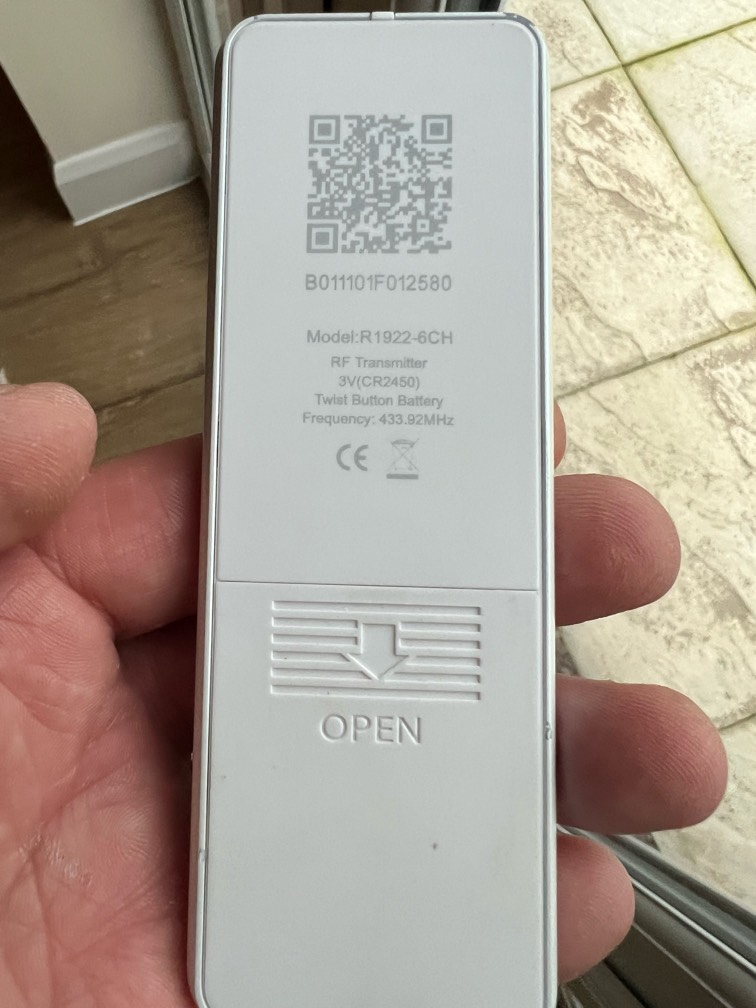 B011101F012580
Model:R1922-6CH
RF Transmitter
3V(CR2450)
Twist Button Battery
Frequency: 433.92MHz
CE
OPEN